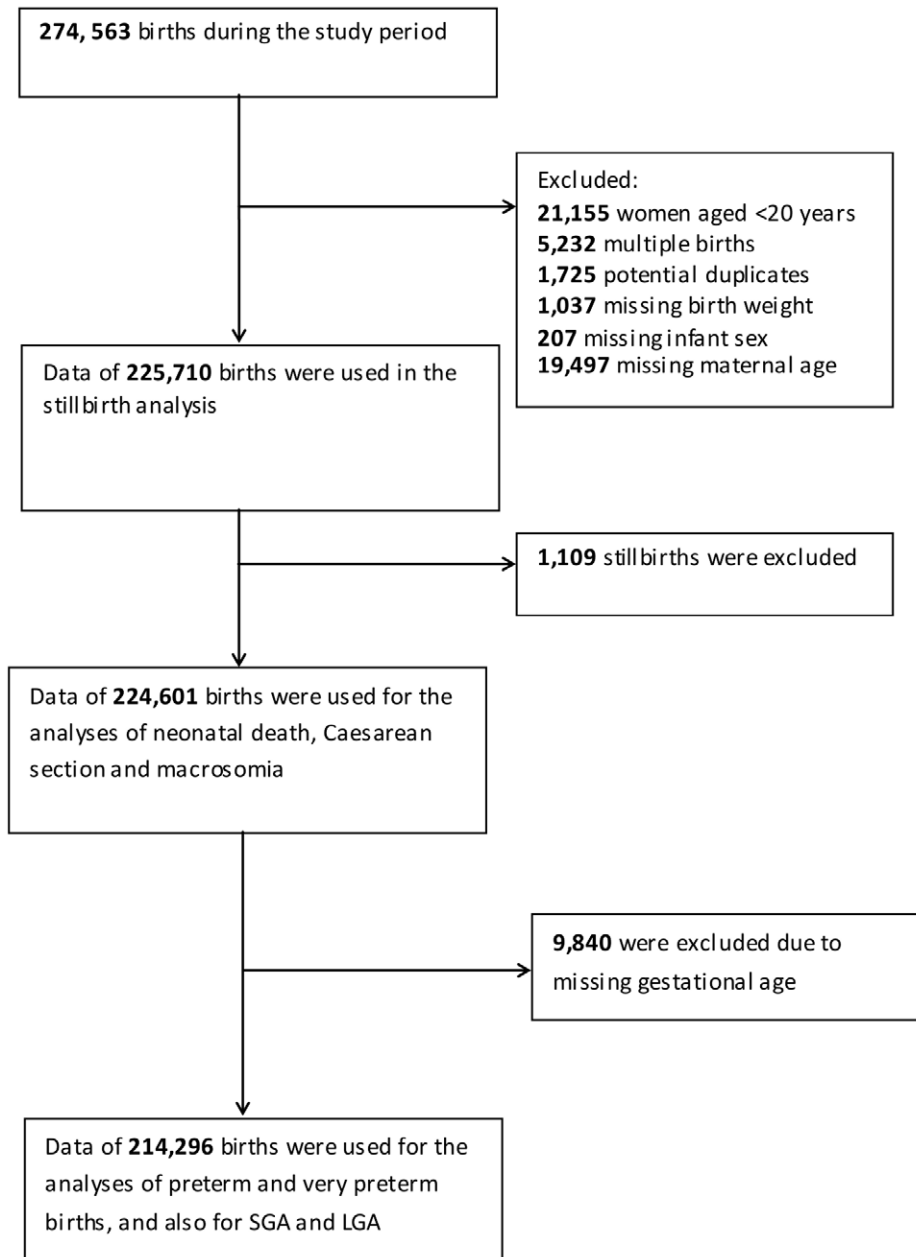 274, 563 births during the study period
Excluded:
21,155 women aged <20 years
5,232 multiple births
1,725 potential duplicates
1,037 missing birth weight
207 missing infant sex
19,497 missing maternal age
Data of 225,710 births were used in the
stillbirth analysis
1,109 stillbirths were excluded
Data of 224,601 births were used for the
analyses of neonatal death, Caesarean
section and macrosomia
9,840 were excluded due to
missing gestational age
Data of 214,296 births were used for the
analyses of preterm and very preterm
births, and also for SGA and LGA